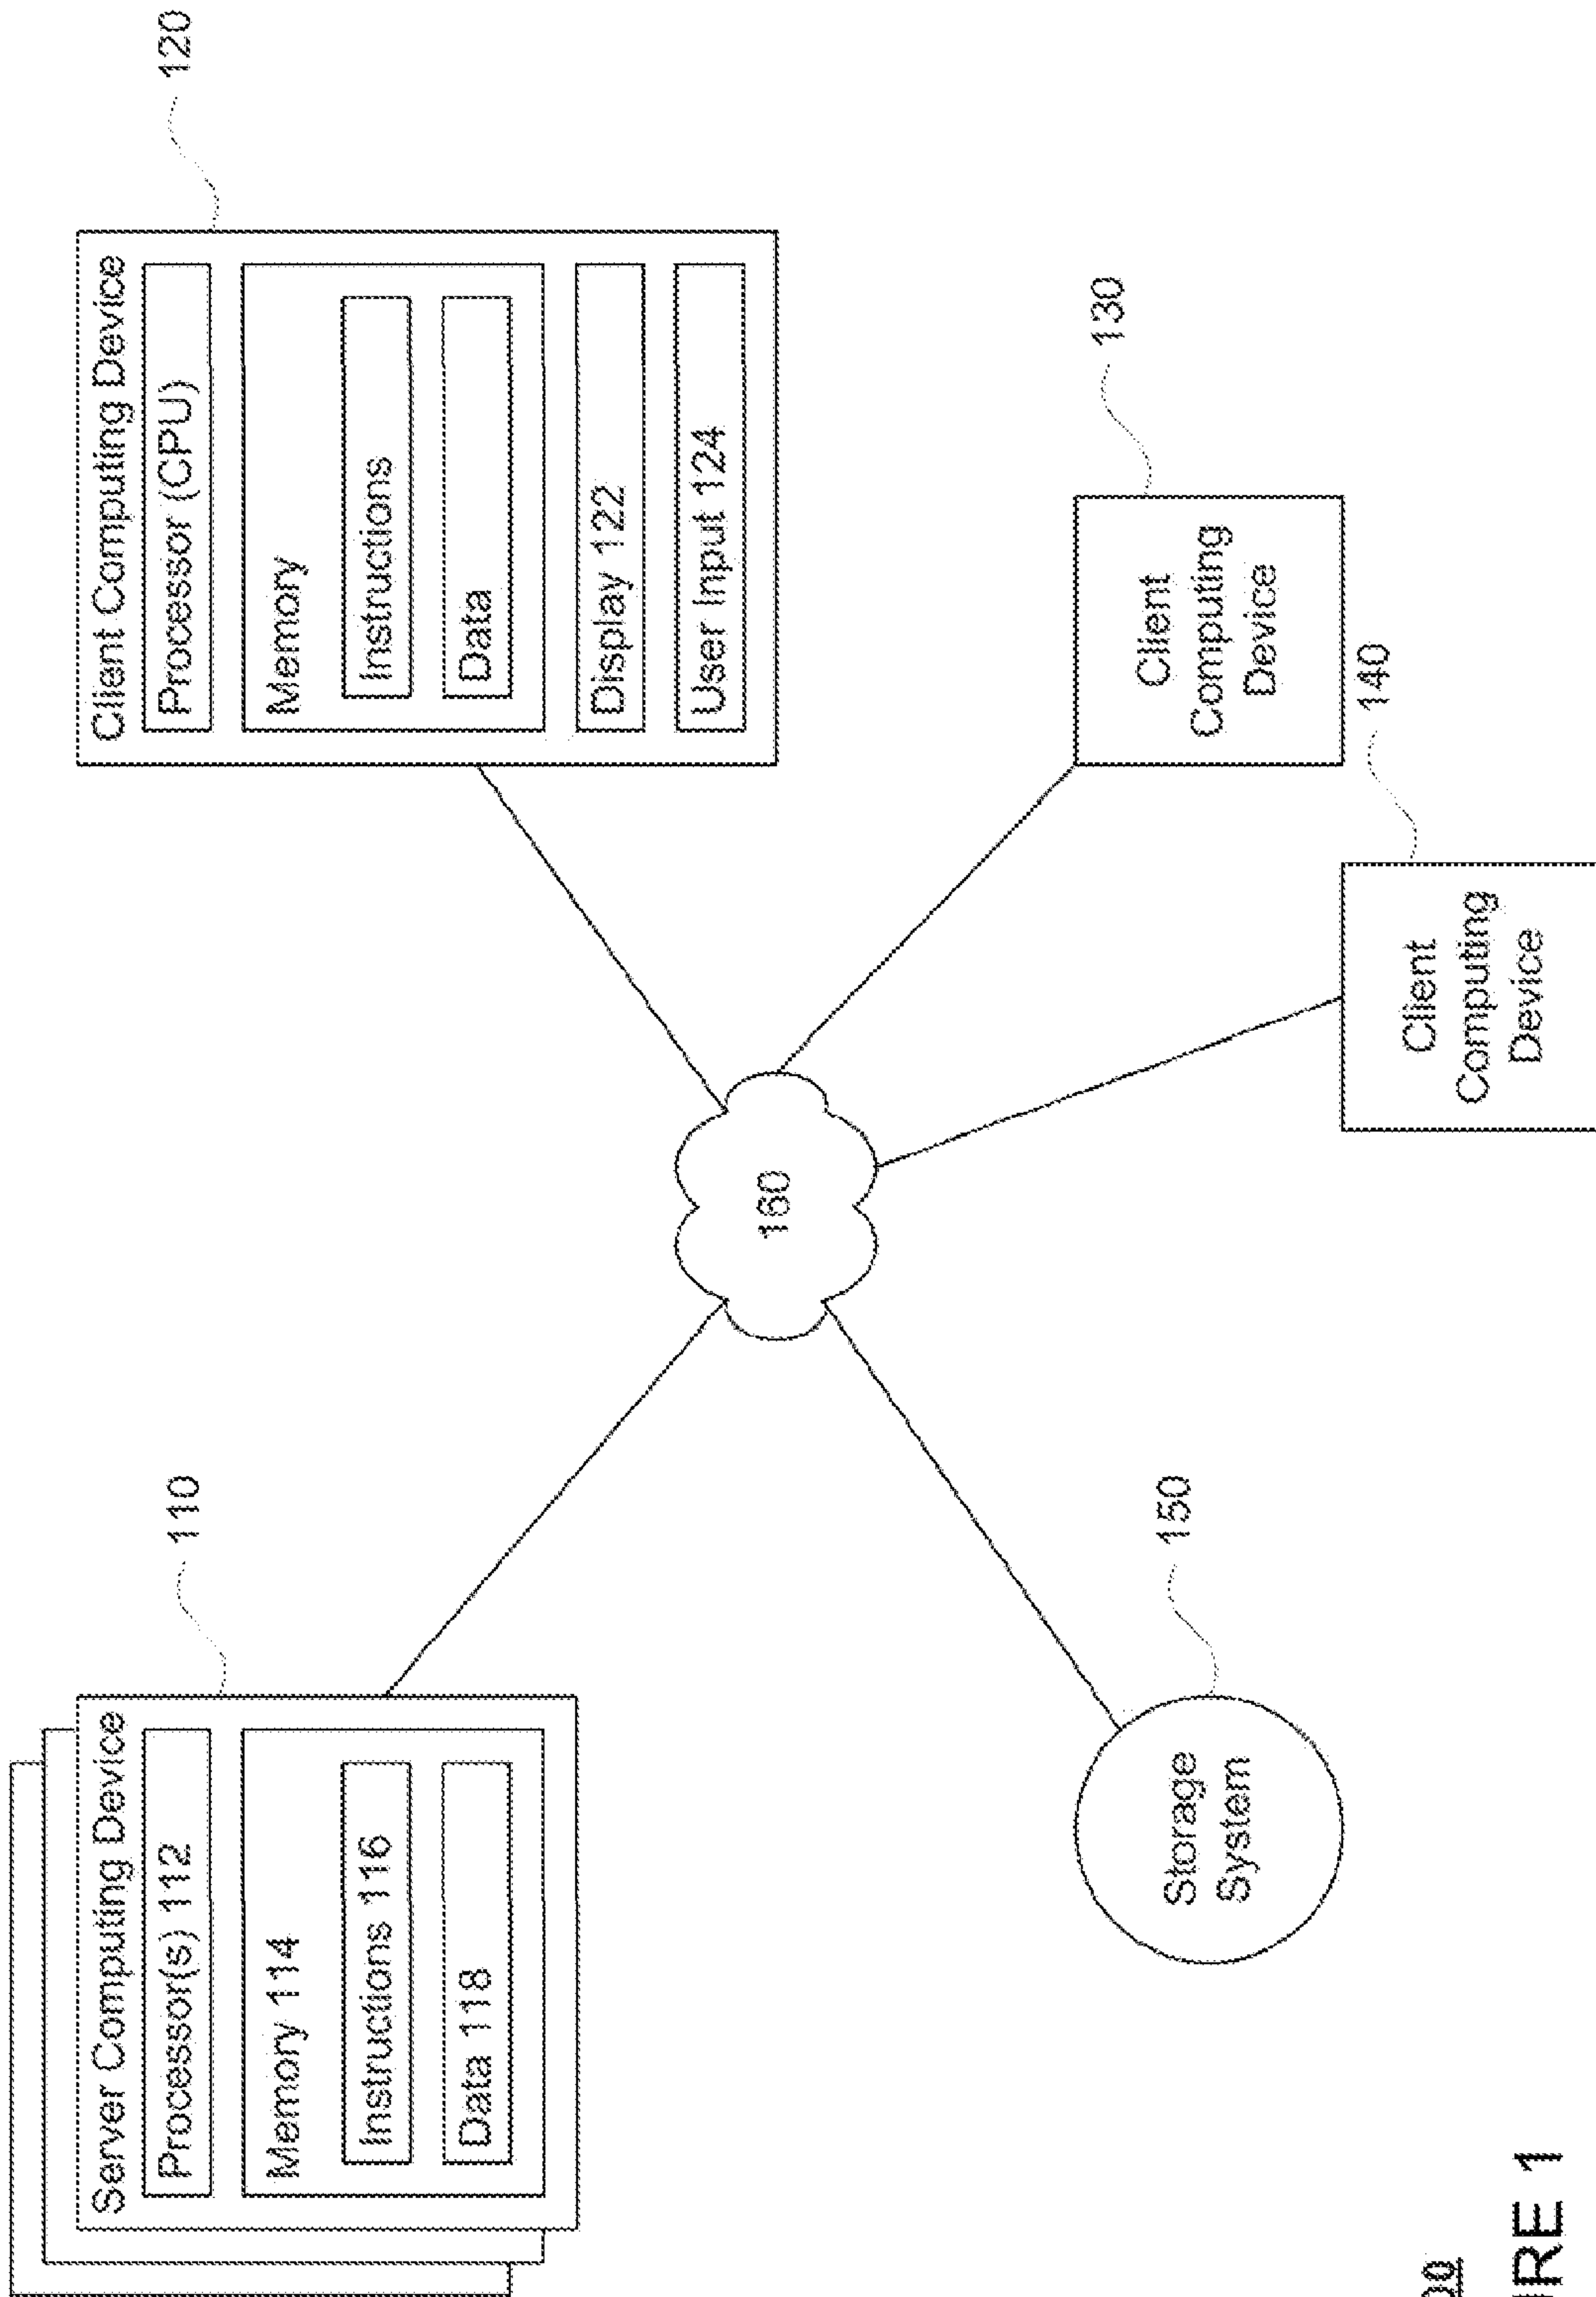 Server Computing Device
Processor(s) 112
Memory 114
Instructions 116
Data 118
110
Client Computing Device
Processor (CPU)
Memory
Instructions
Data
Display 122
User Input 124
120
160
Storage
System
150
Client
Computing
Device
140
Client
Computing
Device
130
1